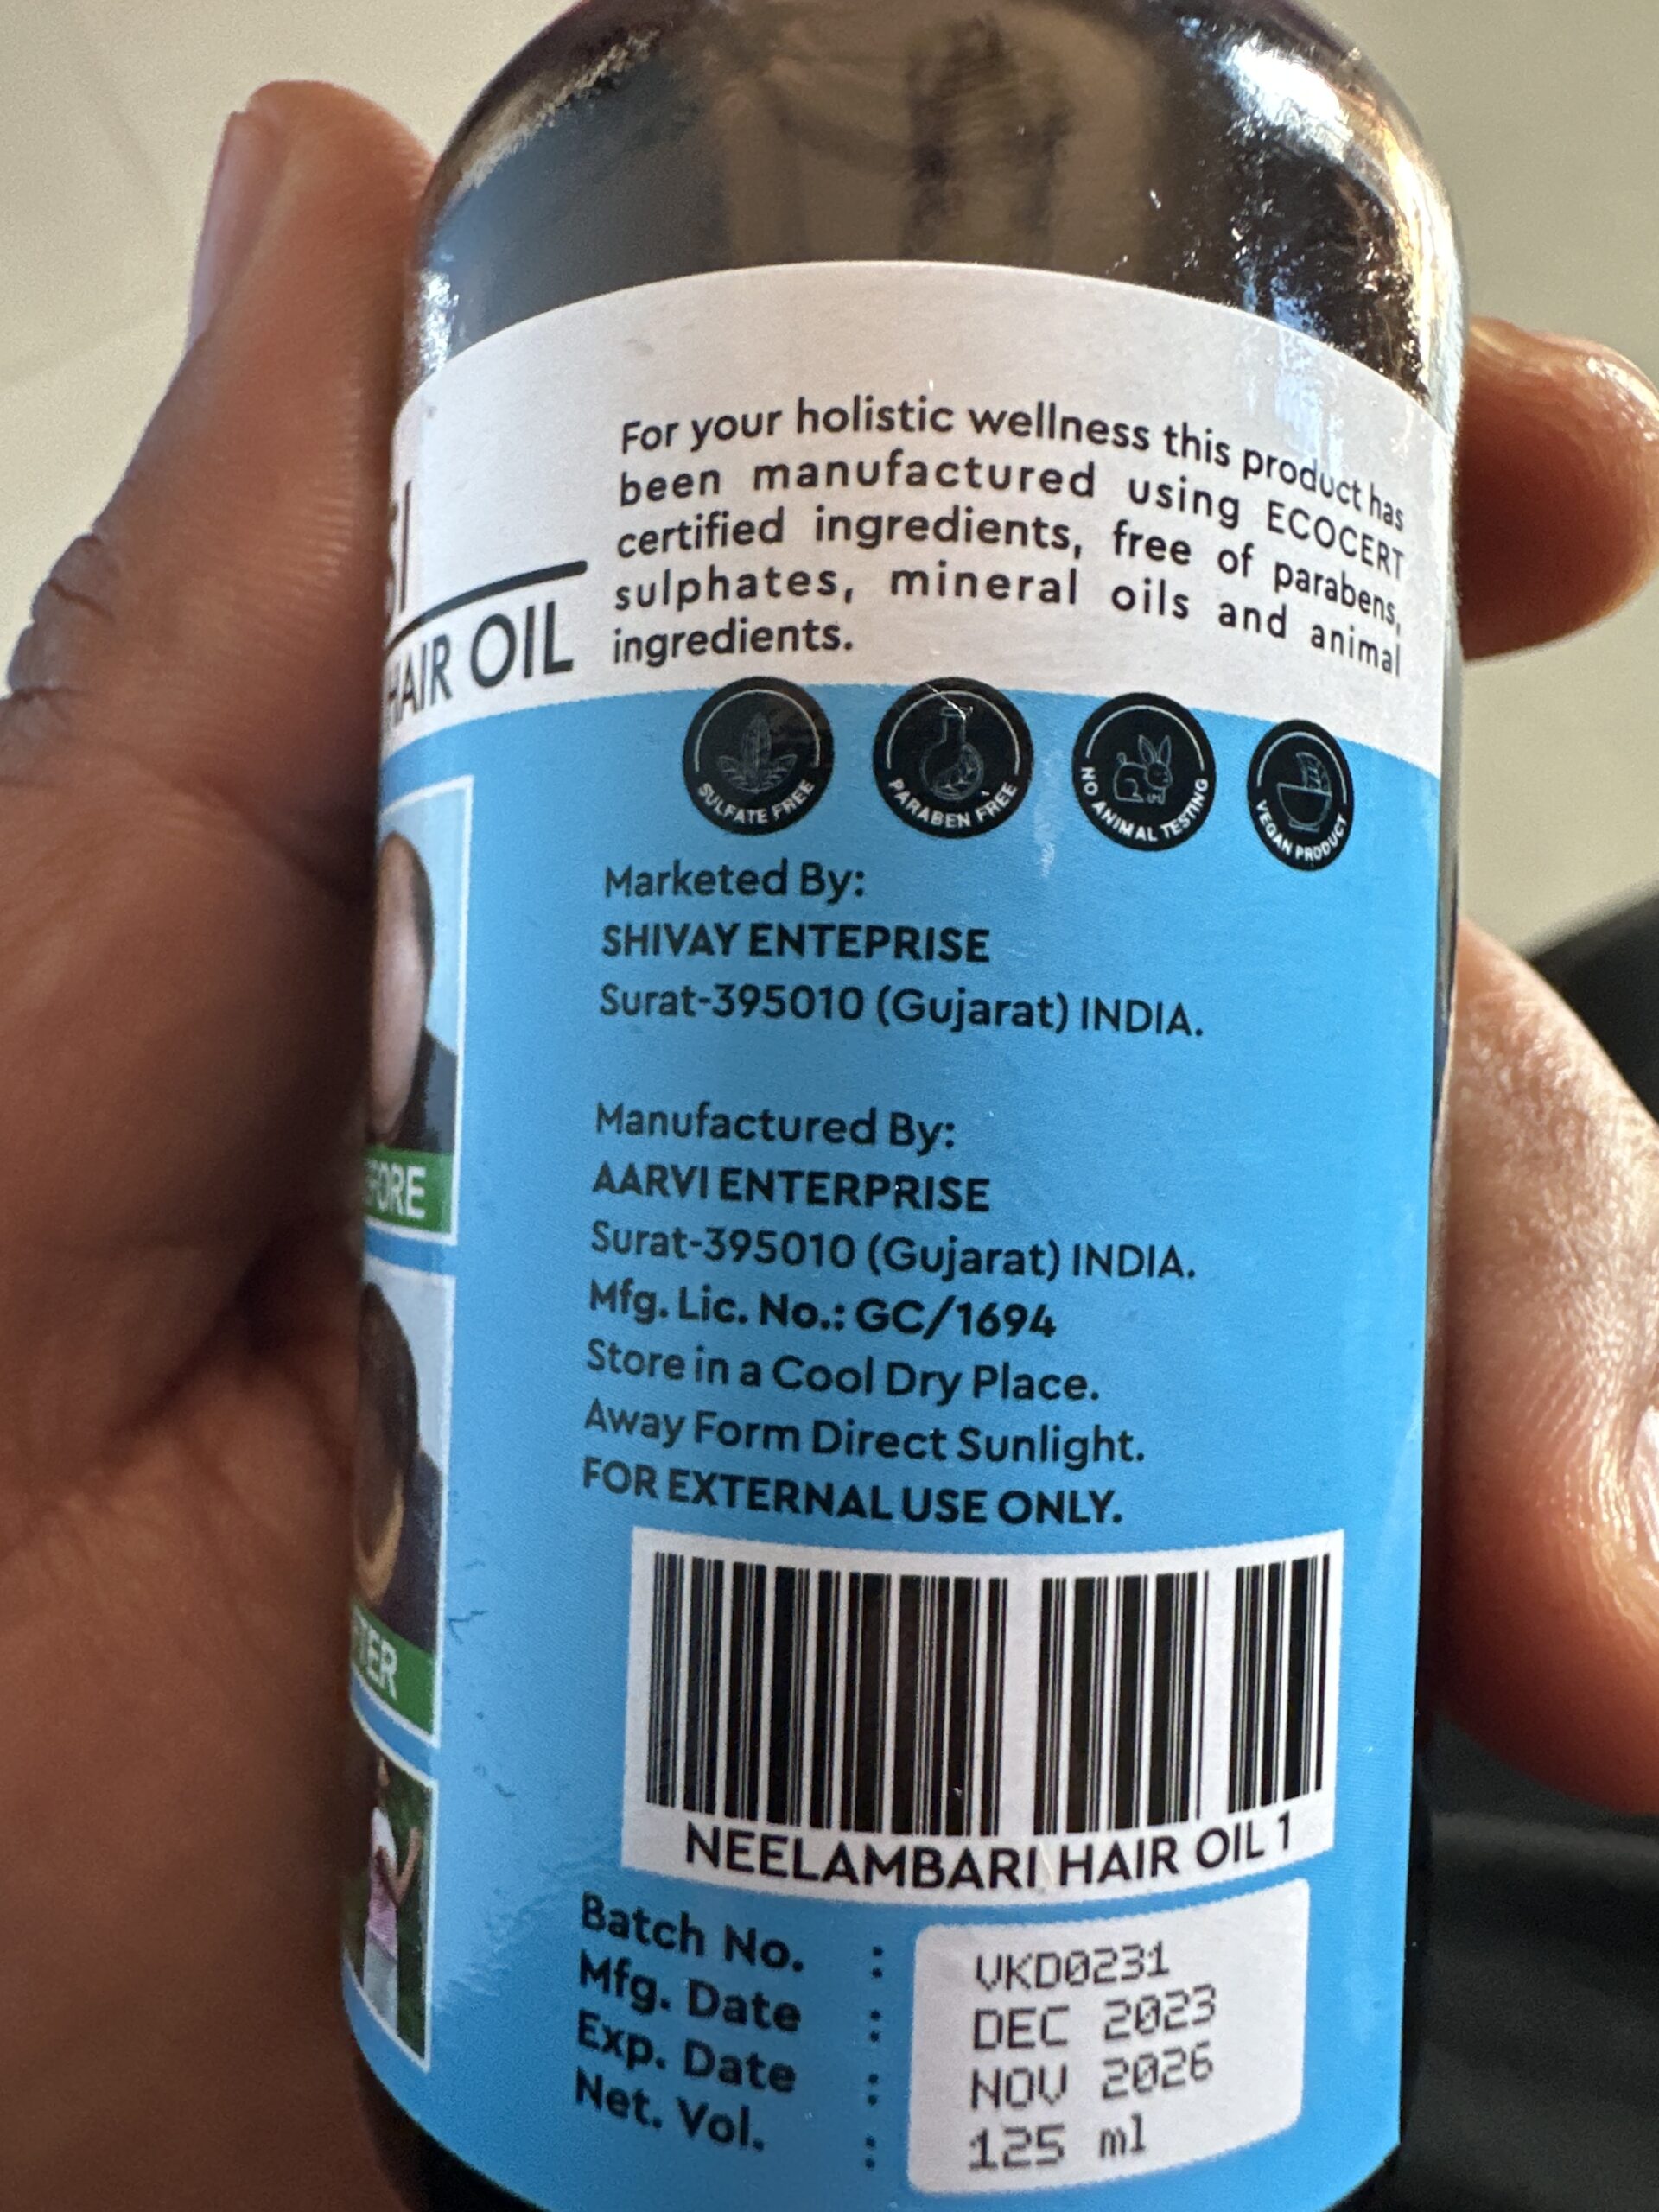 HAIR OIL
For your holistic wellness this product has
been manufactured using ECOCERT
certified ingredients, free of parabens,
sulphates, mineral oils and animal
ingredients.
SULFATE FREE
PARABEN FREE
NO ANIMAL TESTING
VEGAN PRODUCT
Marketed By:
SHIVAY ENTEPRISE
Surat-395010 (Gujarat) INDIA.
Manufactured By:
AARVI ENTERPRISE
Surat-395010 (Gujarat) INDIA.
Mfg. Lic. No.: GC/1694
Store in a Cool Dry Place.
Away Form Direct Sunlight.
FOR EXTERNAL USE ONLY.
NEELAMBARI HAIR OIL 1
Batch No. : VKD0231
Mfg. Date : DEC 2023
Exp. Date : NOV 2026
Net. Vol. : 125 ml